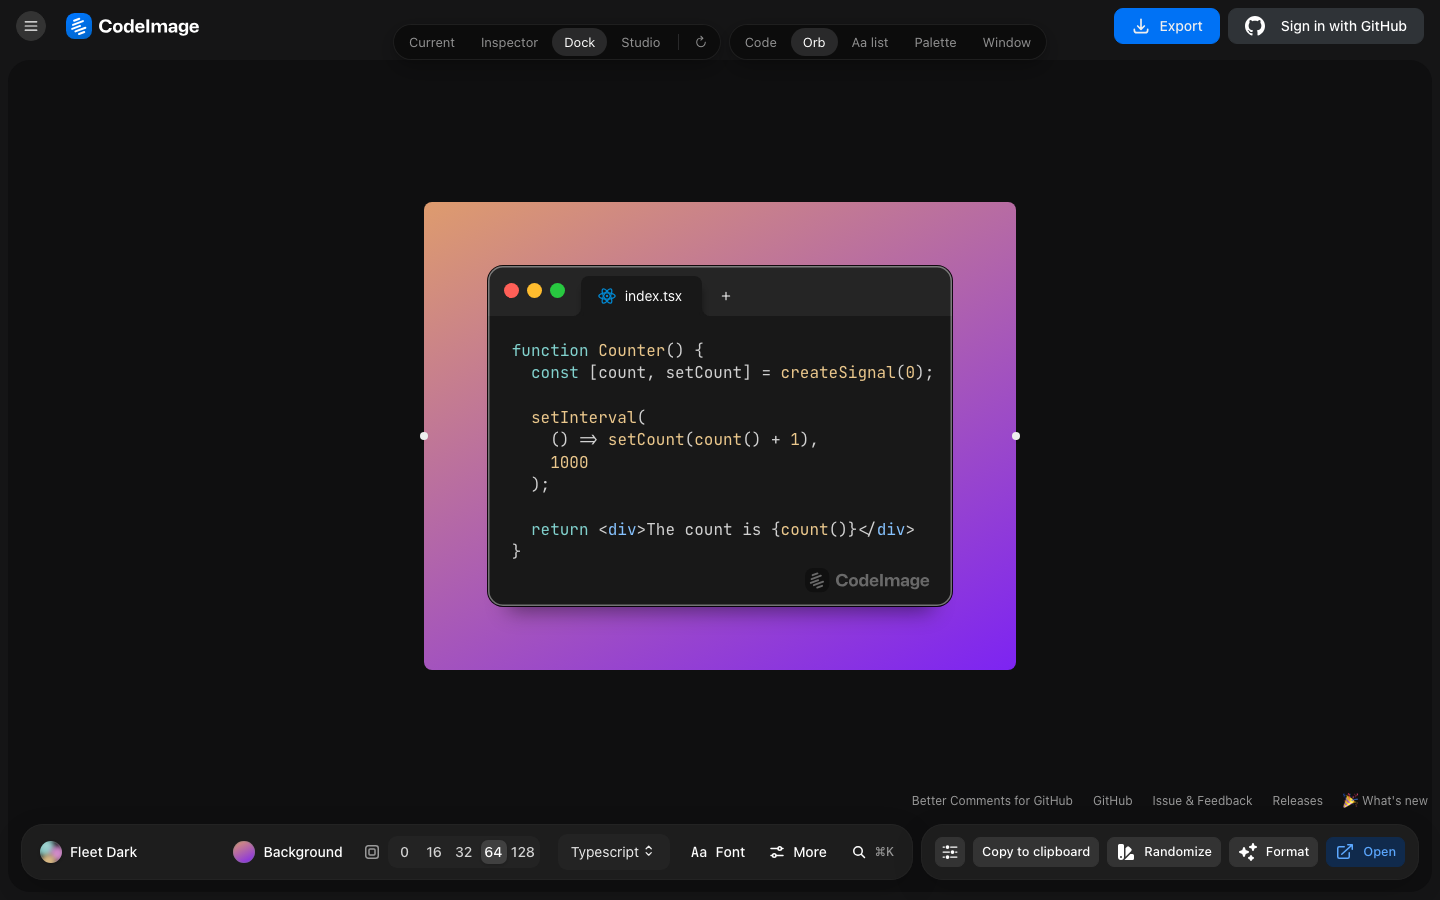 CodeImage
Current Inspector Dock Studio
Code Orb Aa list Palette Window
Export
Sign in with GitHub
index.tsx +
function Counter() {
  const [count, setCount] = createSignal(0);
  setInterval(
    () => setCount(count() + 1),
    1000
  );
  return <div>The count is {count()}</div>
}
CodeImage
Better Comments for GitHub GitHub Issue & Feedback Releases 🎉 What's new
Fleet Dark Background 0 16 32 64 128 Typescript Aa Font More ⌘K
Copy to clipboard Randomize Format Open